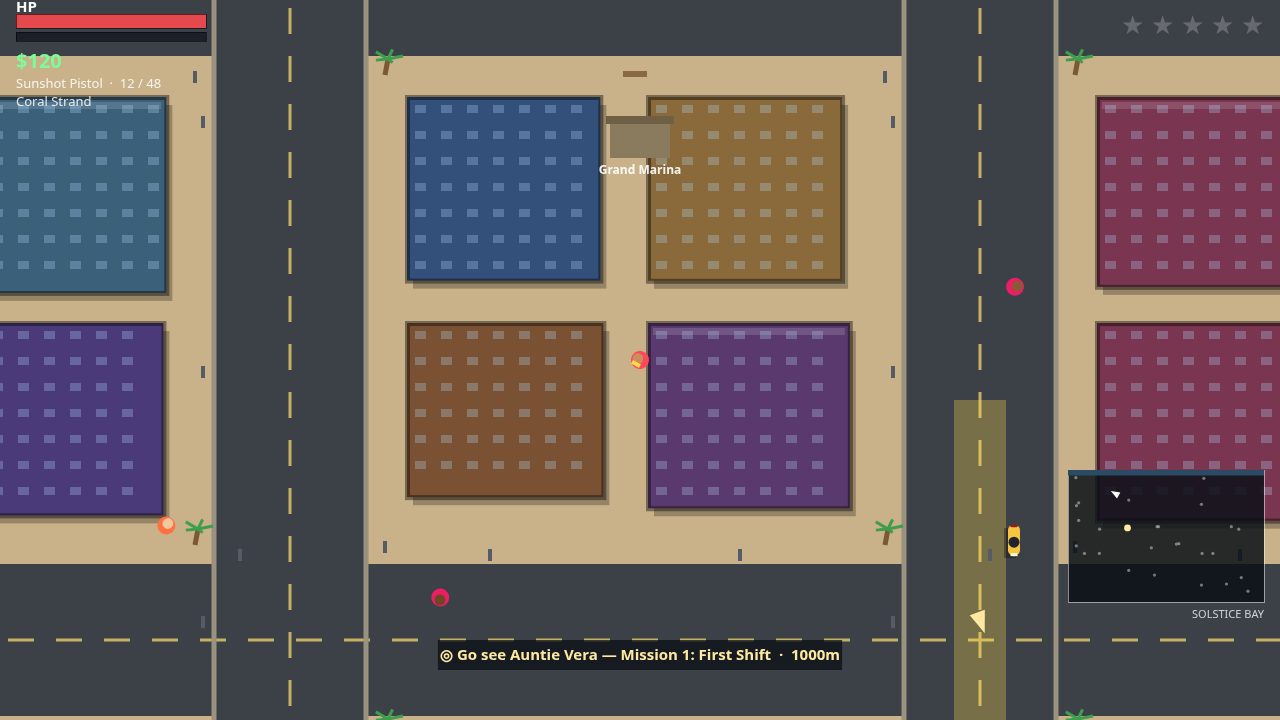 HP
$120
Sunshot Pistol · 12 / 48
Coral Strand
Grand Marina
SOLSTICE BAY
◎ Go see Auntie Vera — Mission 1: First Shift · 1000m